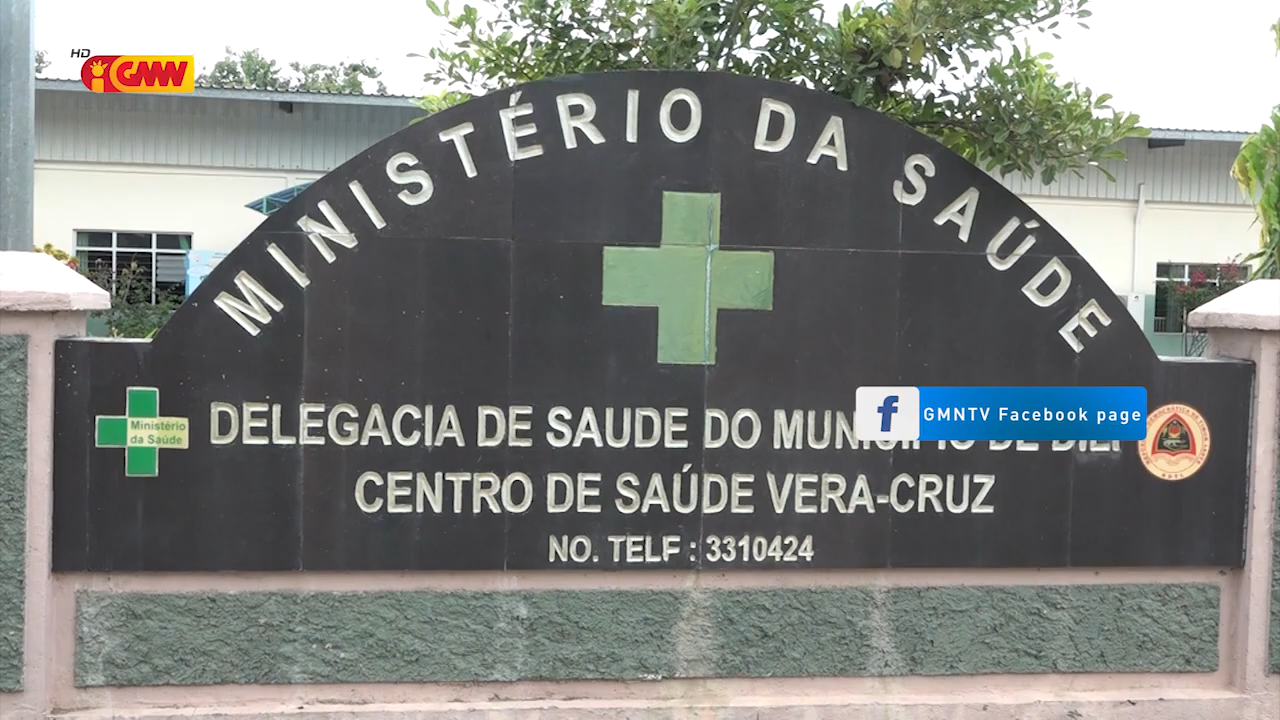 HD
GMN
MINISTÉRIO DA SAÚDE
Ministério
da Saúde
DELEGACIA DE SAUDE DO
GMNTV Facebook page
CENTRO DE SAÚDE VERA-CRUZ
NO. TELF : 3310424